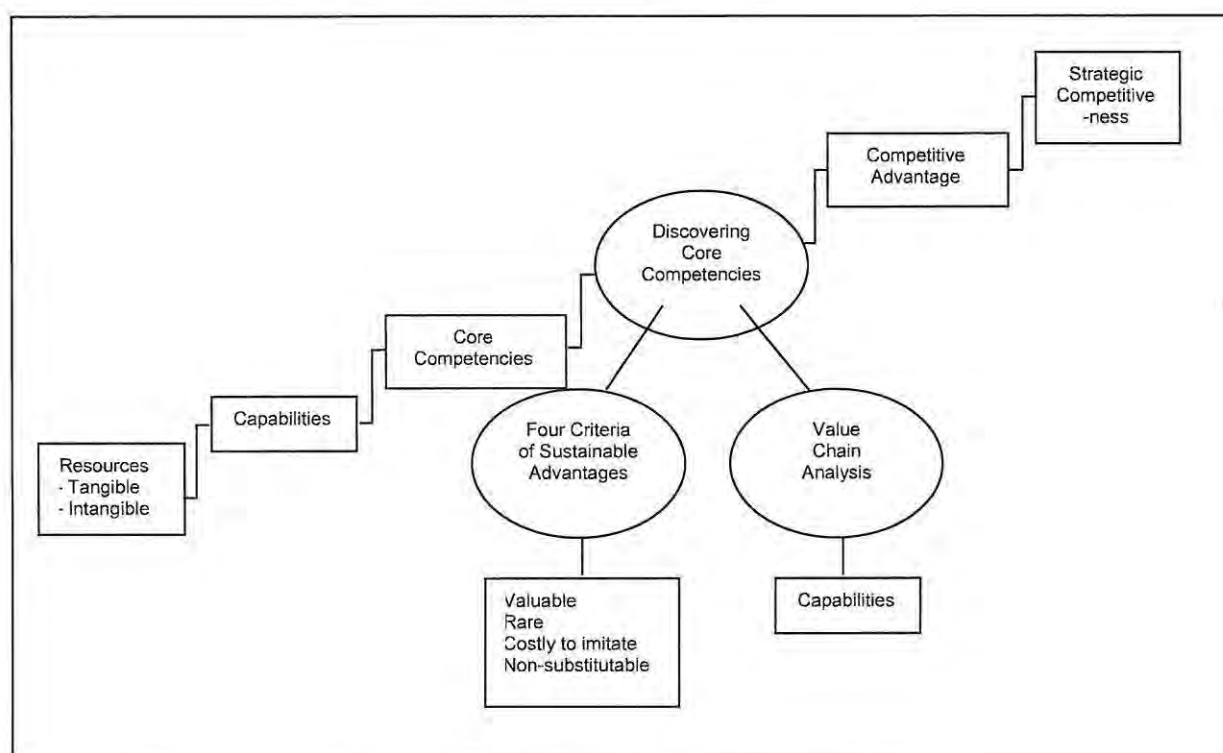 Strategic
Competitive
-ness
Competitive
Advantage
Discovering
Core
Competencies
Core
Competencies
Capabilities
Resources
- Tangible
- Intangible
Four Criteria
of Sustainable
Advantages
Value
Chain
Analysis
Valuable
Rare
Costly to imitate
Non-substitutable
Capabilities